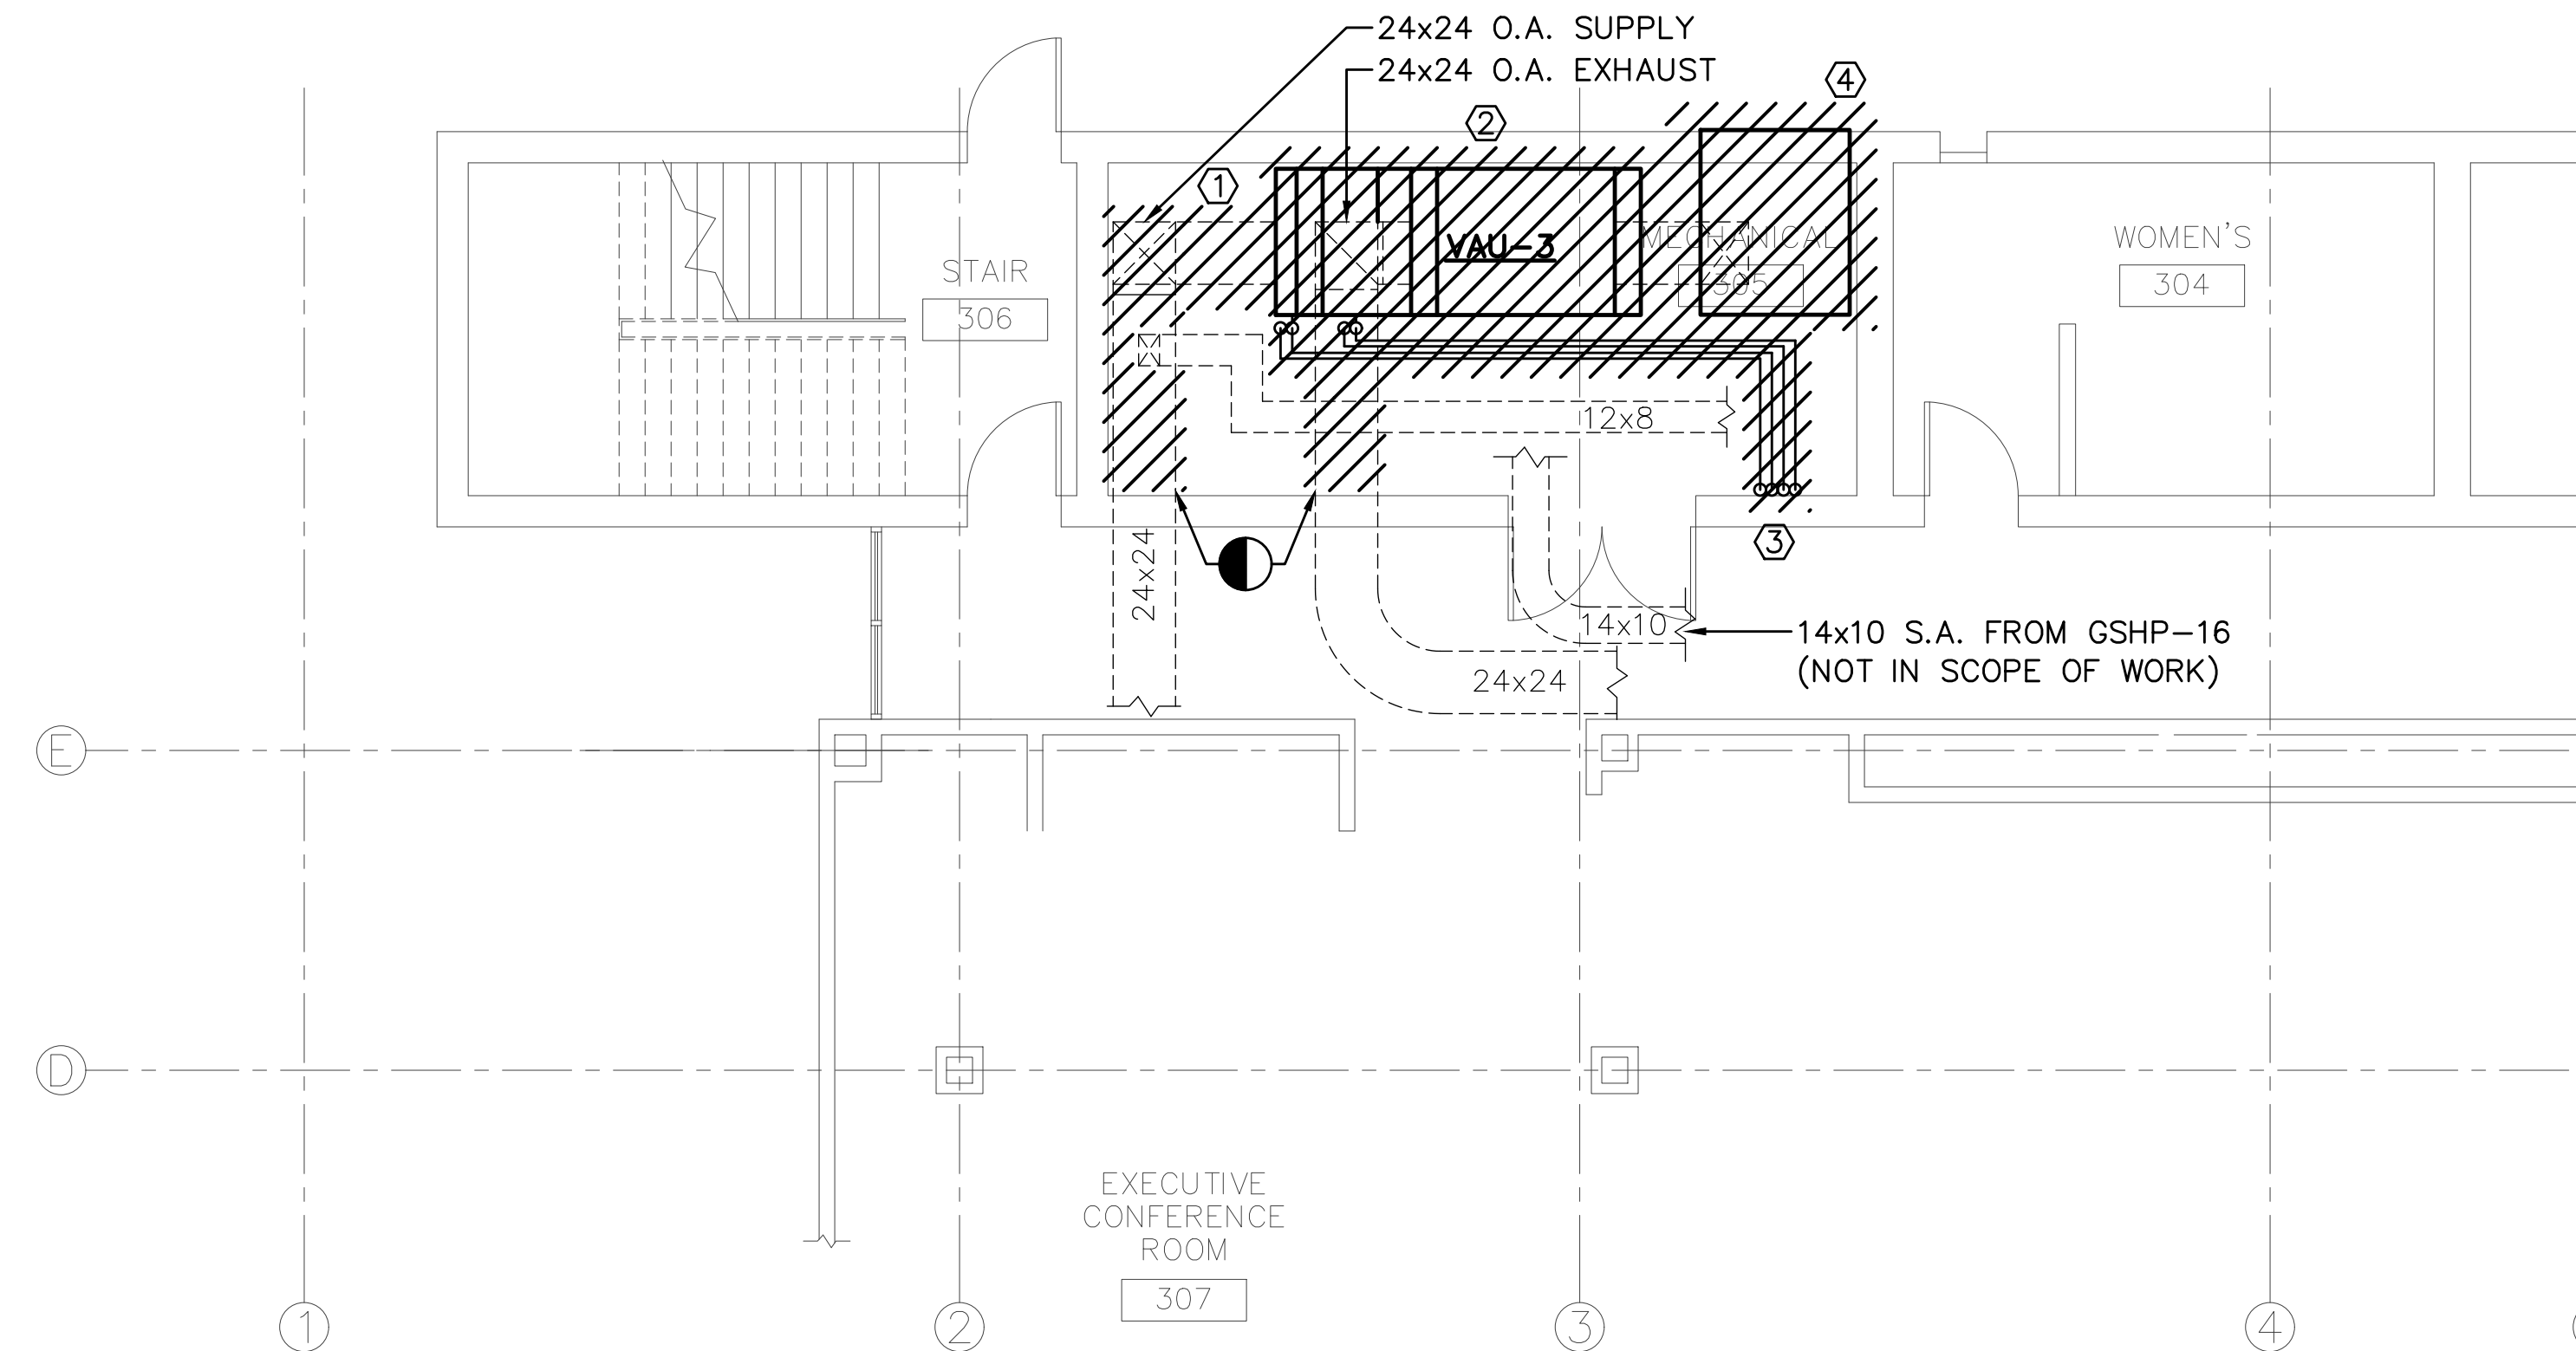 24x24 O.A. SUPPLY
24x24 O.A. EXHAUST
4
2
1
VAU-3
MECHANICAL
305
WOMEN'S
304
STAIR
306
12x8
3
24x24
14x10
14x10 S.A. FROM GSHP-16
(NOT IN SCOPE OF WORK)
24x24
E
D
EXECUTIVE
CONFERENCE
ROOM
307
1
2
3
4